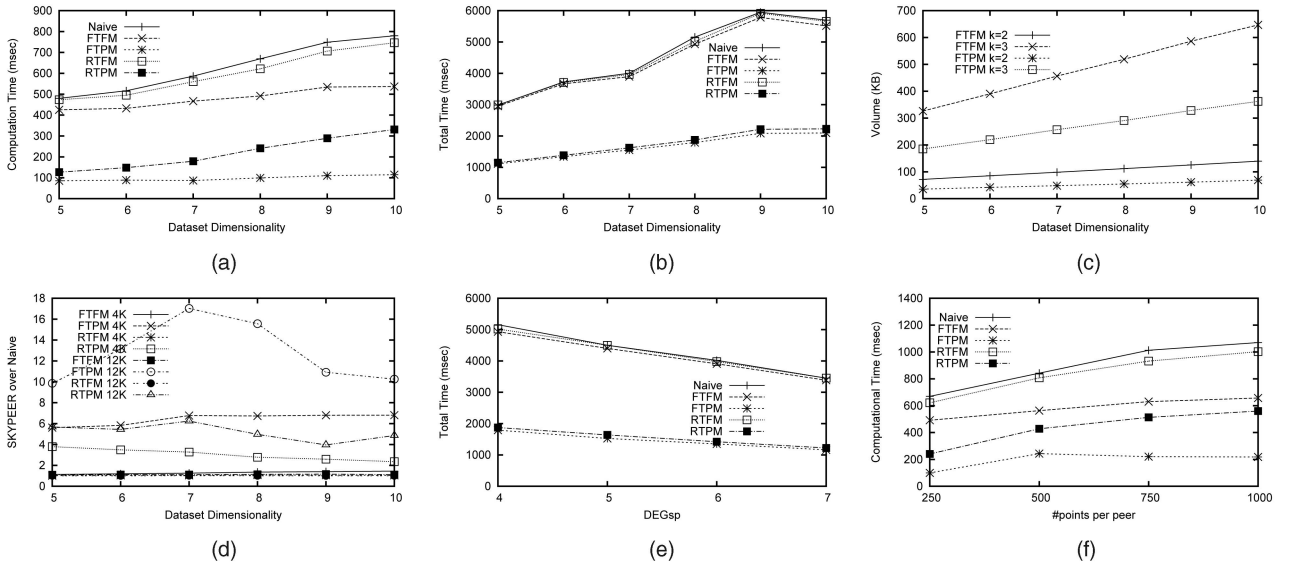 900
800
700
600
500
400
300
200
100
0
Computation Time (msec)
Naive
FTFM
FTPM
RTFM
RTPM
5 6 7 8 9 10
Dataset Dimensionality
(a)
6000
5000
4000
3000
2000
1000
0
Total Time (msec)
Naive
FTFM
FTPM
RTFM
RTPM
5 6 7 8 9 10
Dataset Dimensionality
(b)
700
600
500
400
300
200
100
0
Volume (KB)
FTFM k=2
FTFM k=3
FTPM k=2
FTPM k=3
5 6 7 8 9 10
Dataset Dimensionality
(c)
18
16
14
12
10
8
6
4
2
0
SKYPEER over Naive
FTFM 4K
FTPM 4K
RTFM 4K
RTPM 4K
FTFM 12K
FTPM 12K
RTFM 12K
RTPM 12K
5 6 7 8 9 10
Dataset Dimensionality
(d)
6000
5000
4000
3000
2000
1000
0
Total Time (msec)
Naive
FTFM
FTPM
RTFM
RTPM
4 5 6 7
DEGsp
(e)
1400
1200
1000
800
600
400
200
0
Computational Time (msec)
Naive
FTFM
FTPM
RTFM
RTPM
250 500 750 1000
#points per peer
(f)